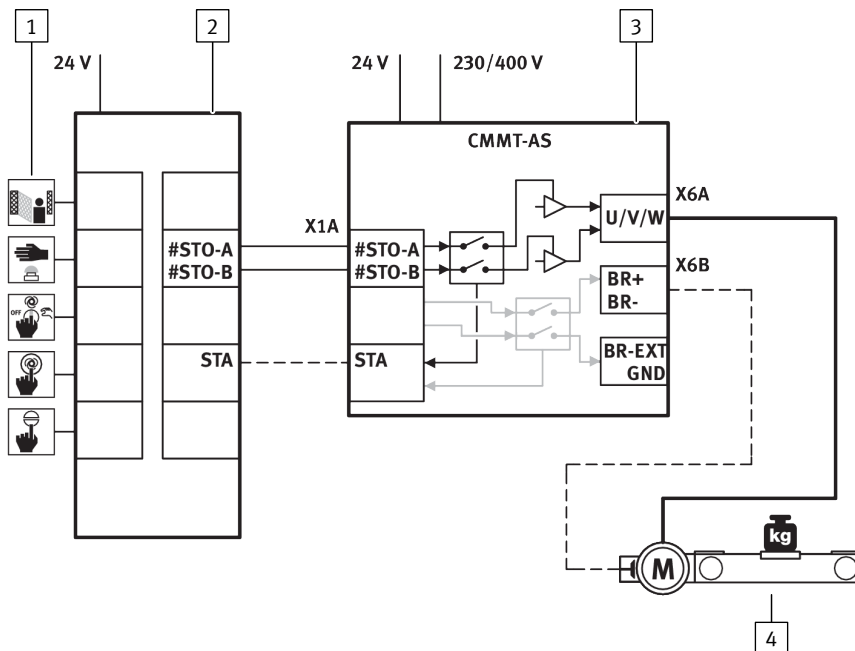 1
2
3
24 V
24 V
230/400 V
CMMT-AS
X6A
U/V/W
X1A
#STO-A
#STO-B
#STO-A
#STO-B
X6B
BR+
BR-
OFF
STA
STA
BR-EXT
GND
kg
M
4